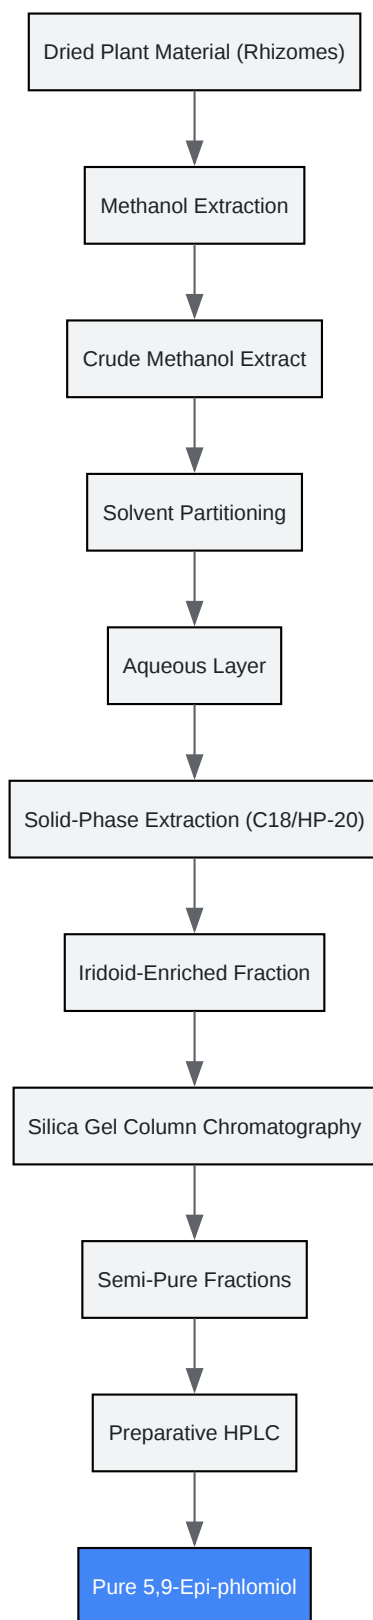 Dried Plant Material (Rhizomes)
Methanol Extraction
Crude Methanol Extract
Solvent Partitioning
Aqueous Layer
Solid-Phase Extraction (C18/HP-20)
Iridoid-Enriched Fraction
Silica Gel Column Chromatography
Semi-Pure Fractions
Preparative HPLC
Pure 5,9-Epi-phlomiol